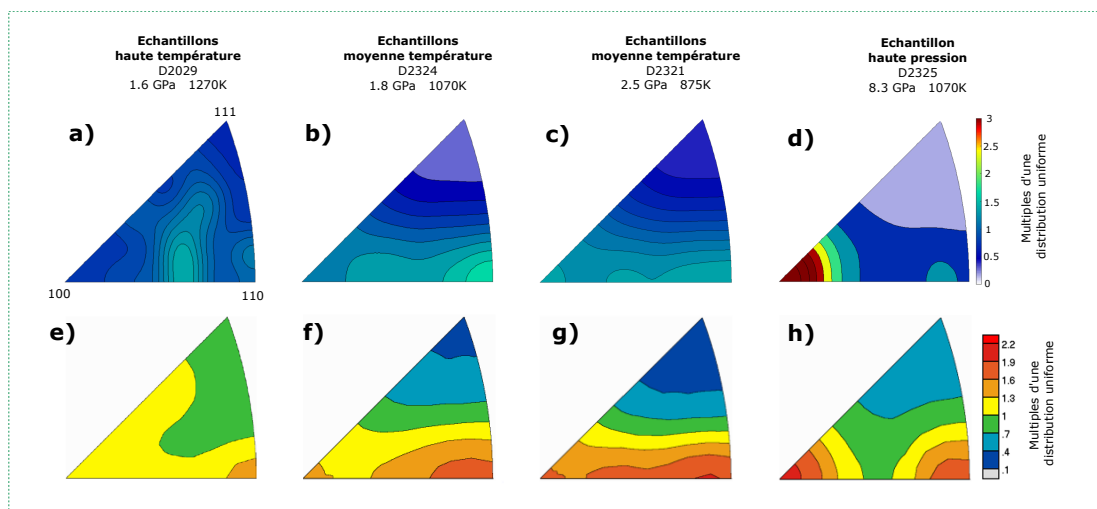 Echantillons
haute température
D2029
1.6 GPa 1270K
Echantillons
moyenne température
D2324
1.8 GPa 1070K
Echantillons
moyenne température
D2321
2.5 GPa 875K
Echantillon
haute pression
D2325
8.3 GPa 1070K
a)
111
100
110
b)
c)
d)
3
2.5
2
1.5
1
0.5
0
Multiples d'une
distribution uniforme
e)
f)
g)
h)
2.2
1.9
1.6
1.3
1
.7
.4
.1
Multiples d'une
distribution uniforme